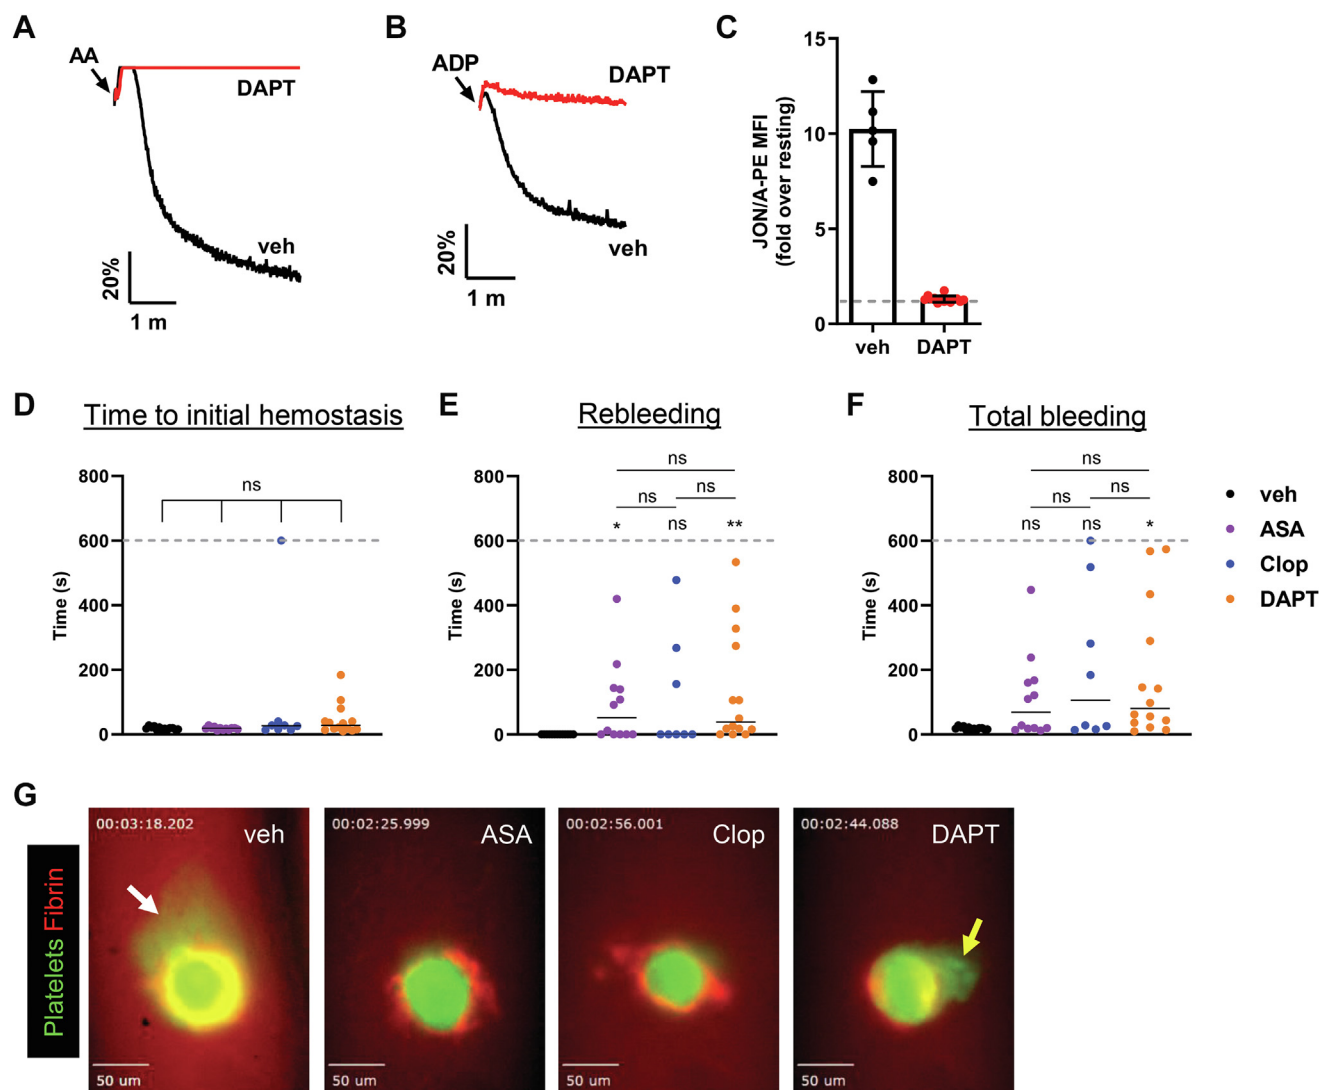 A
AA
DAPT
veh
20%
1 m
B
ADP
DAPT
veh
20%
1 m
C
JON/A-PE MFI
(fold over resting)
15
10
5
0
veh
DAPT
D
Time to initial hemostasis
Time (s)
800
600
400
200
0
ns
E
Rebleeding
Time (s)
800
600
400
200
0
ns
ns
ns
*
ns
**
F
Total bleeding
Time (s)
800
600
400
200
0
ns
ns
ns
ns
ns
*
veh
ASA
Clop
DAPT
G
Platelets Fibrin
00:03:18.202
veh
50 um
00:02:25.999
ASA
50 um
00:02:56.001
Clop
50 um
00:02:44.088
DAPT
50 um